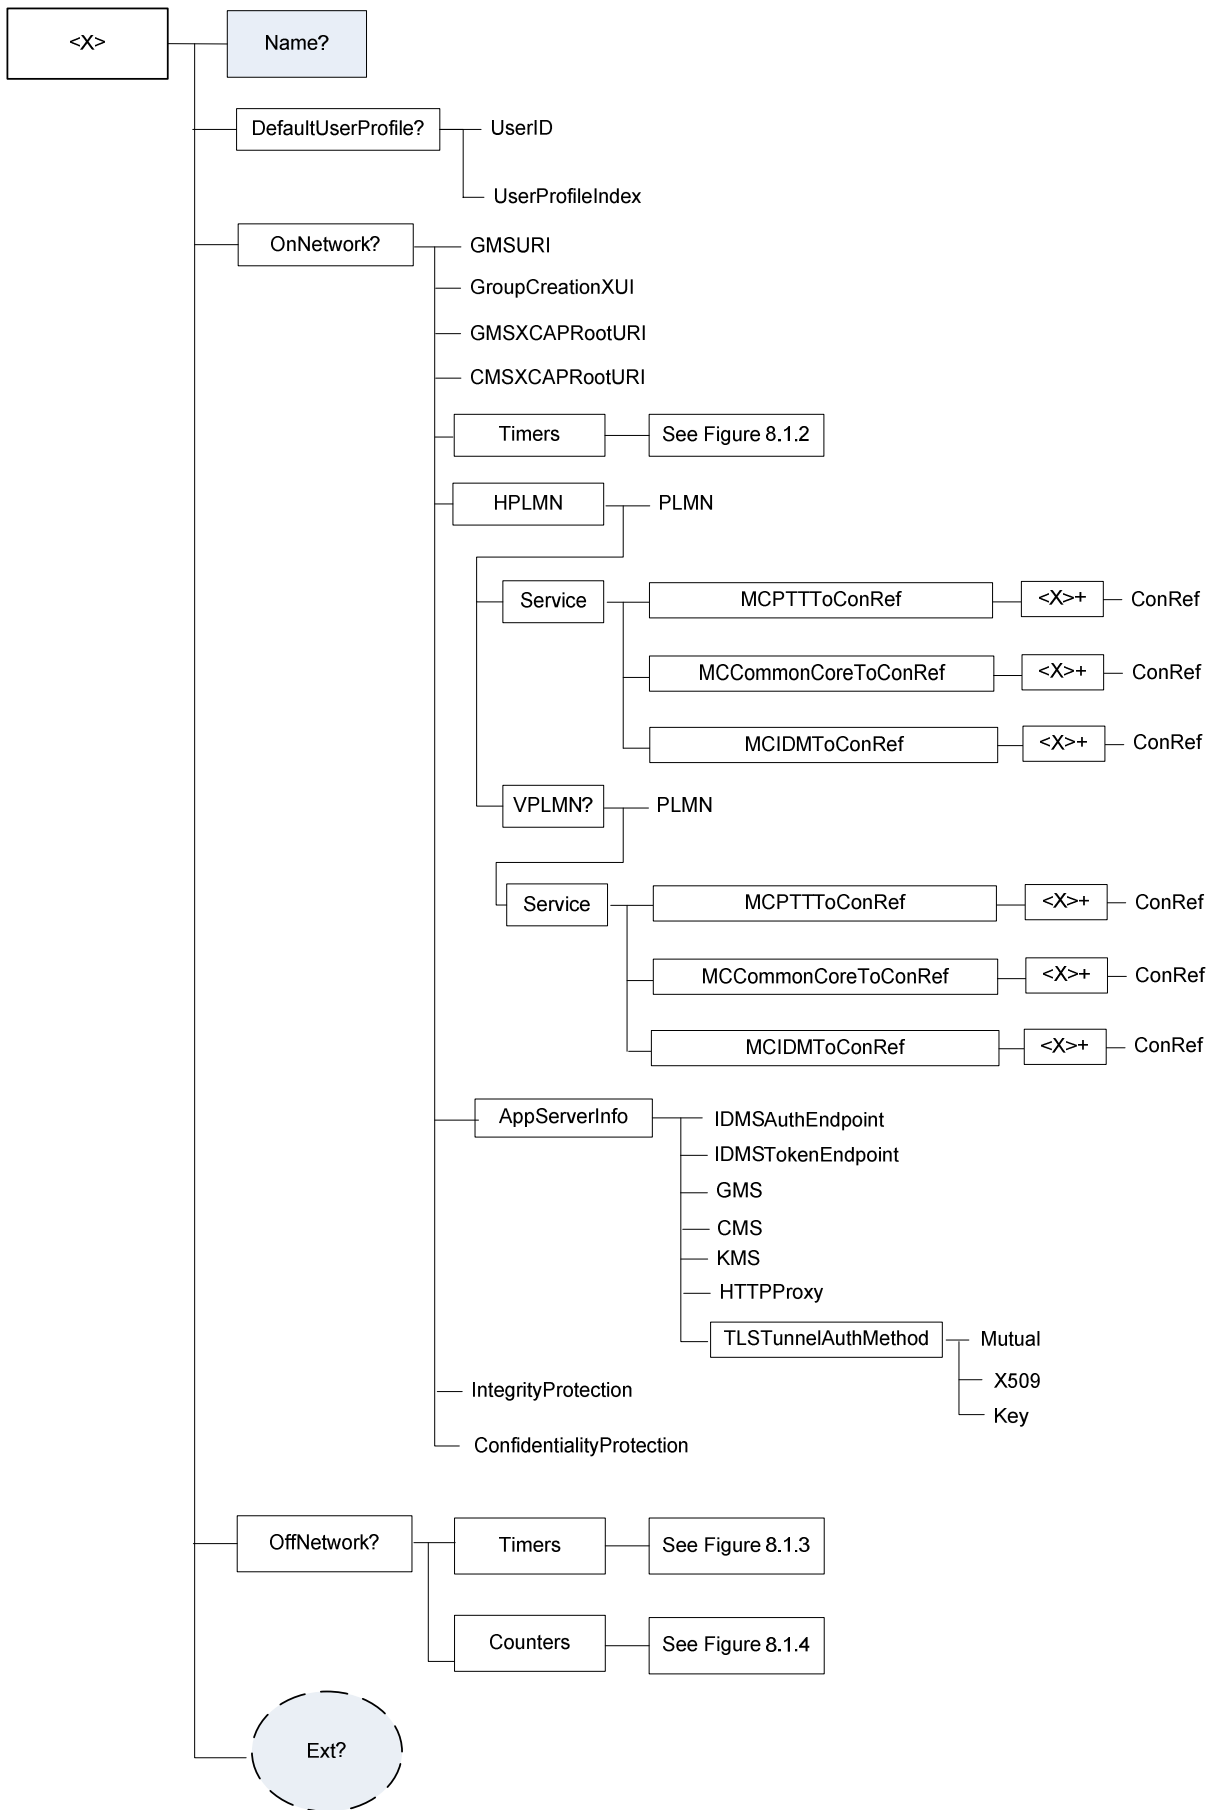 <X>
Name?
DefaultUserProfile?
UserID
UserProfileIndex
OnNetwork?
GMSURI
GroupCreationXUI
GMSXCAPRootURI
CMSXCAPRootURI
Timers
See Figure 8.1.2
HPLMN
PLMN
Service
MCPTTToConRef
<X>+
ConRef
MCCommonCoreToConRef
<X>+
ConRef
MCIDMToConRef
<X>+
ConRef
VPLMN?
PLMN
Service
MCPTTToConRef
<X>+
ConRef
MCCommonCoreToConRef
<X>+
ConRef
MCIDMToConRef
<X>+
ConRef
AppServerInfo
IDMSAuthEndpoint
IDMSTokenEndpoint
GMS
CMS
KMS
HTTPProxy
TLSTunnelAuthMethod
Mutual
X509
Key
IntegrityProtection
ConfidentialityProtection
OffNetwork?
Timers
See Figure 8.1.3
Counters
See Figure 8.1.4
Ext?